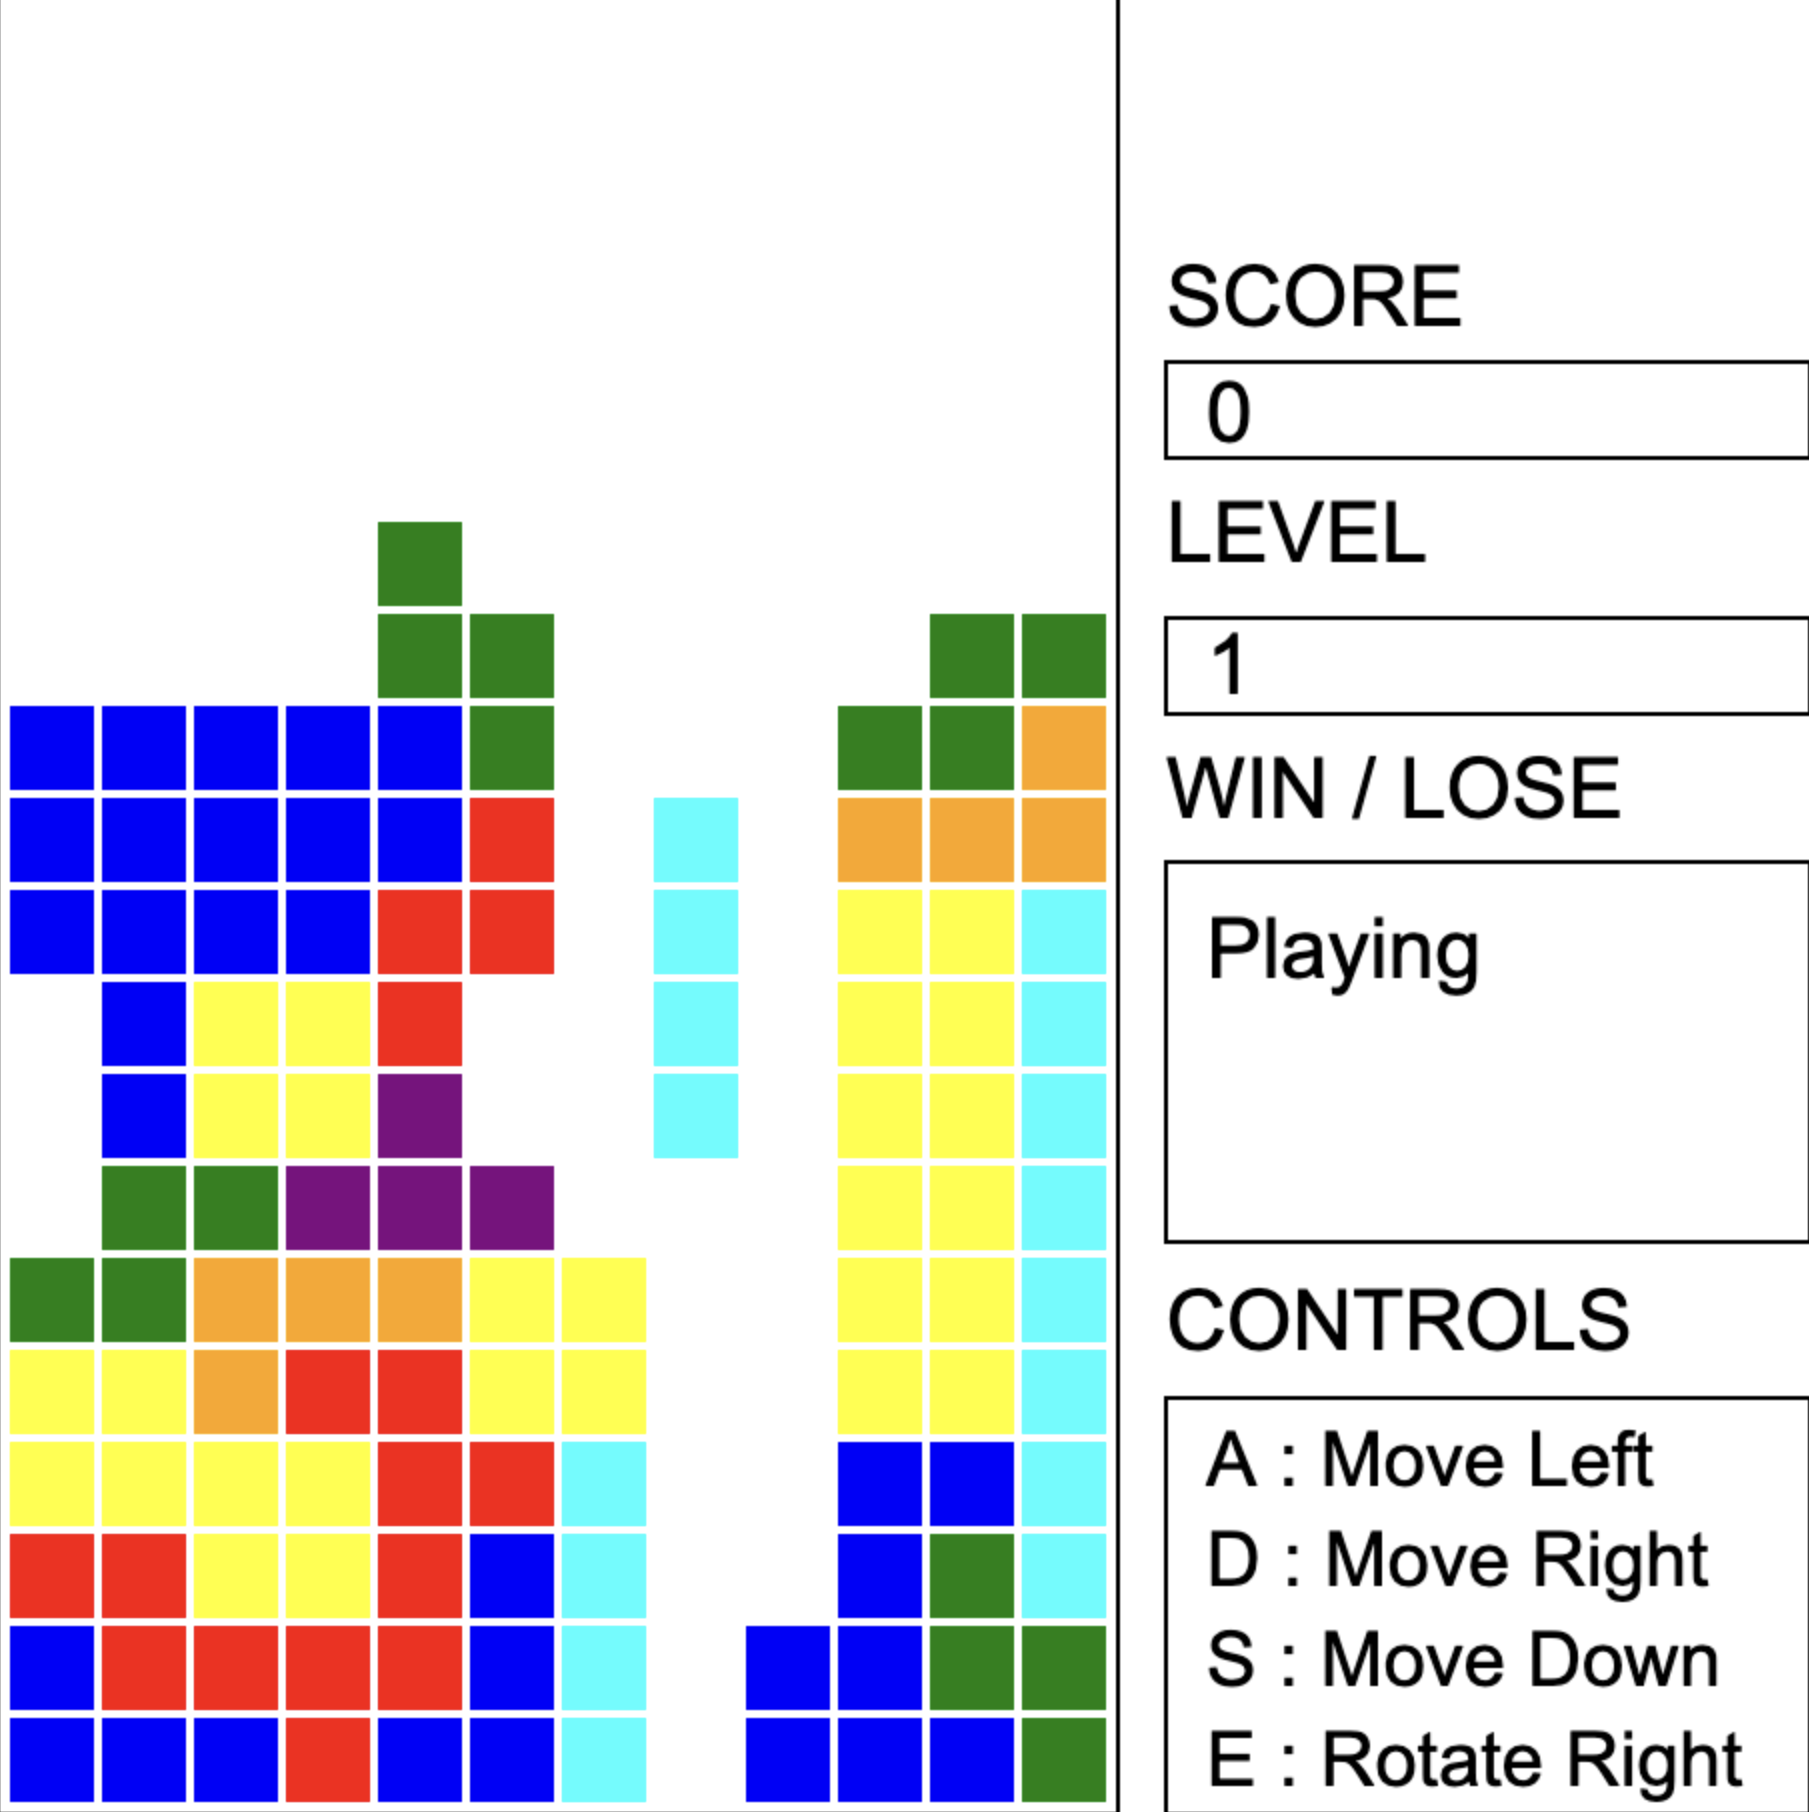 SCORE
0
LEVEL
1
WIN / LOSE
Playing
CONTROLS
A : Move Left
D : Move Right
S : Move Down
E : Rotate Right